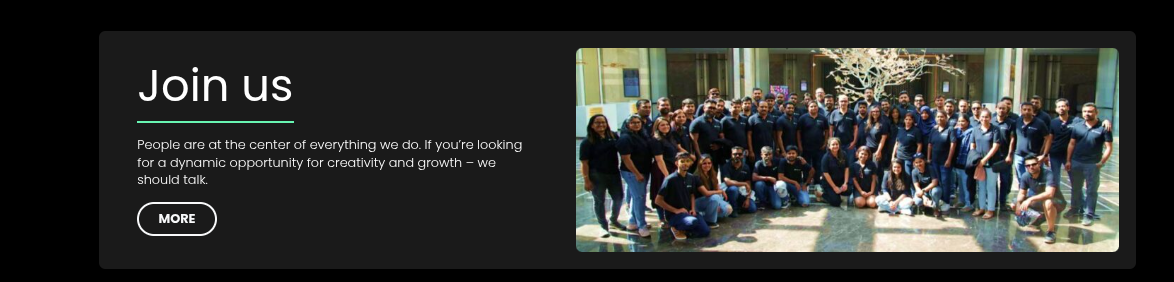 Join us
People are at the center of everything we do. If you’re looking
for a dynamic opportunity for creativity and growth – we
should talk.
MORE